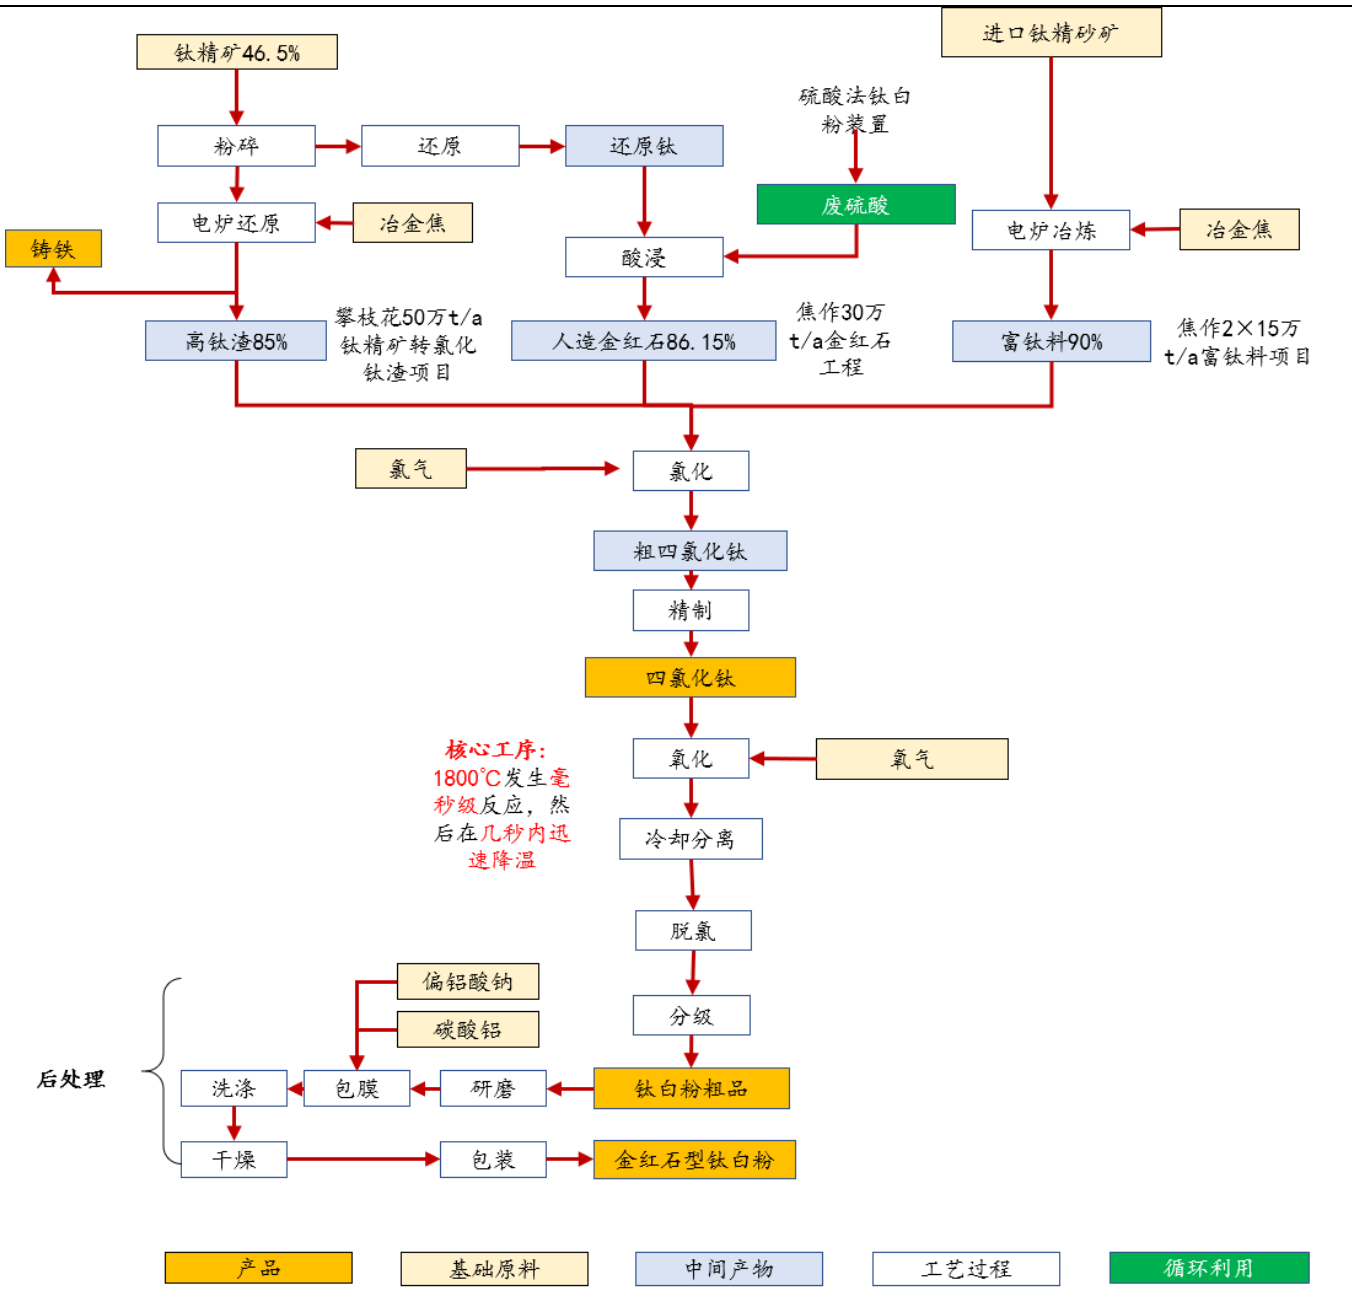 钛精矿46.5%
进口钛精砂矿
硫酸法钛白
粉装置
粉碎
还原
还原钛
废硫酸
电炉还原
冶金焦
电炉冶炼
冶金焦
铸铁
酸浸
高钛渣85%
攀枝花50万t/a
钛精矿转氯化
钛渣项目
人造金红石86.15%
焦作30万
t/a金红石
工程
富钛料90%
焦作2×15万
t/a富钛料项目
氯气
氯化
粗四氯化钛
精制
四氯化钛
核心工序:
1800℃发生毫
秒级反应，然
后在几秒内迅
速降温
氧化
氧气
冷却分离
脱氯
偏铝酸钠
碳酸铝
分级
后处理
洗涤
包膜
研磨
钛白粉粗品
干燥
包装
金红石型钛白粉
产品
基础原料
中间产物
工艺过程
循环利用